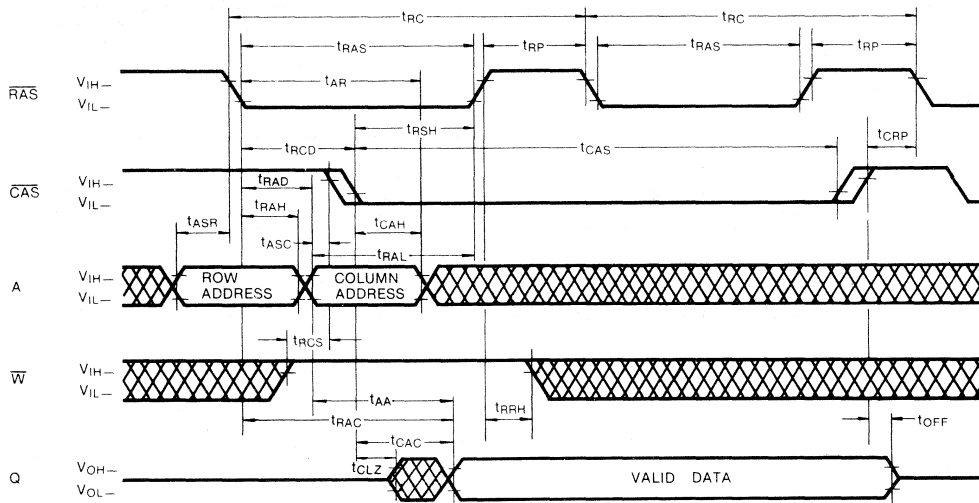 tRC tRC
tRAS tRP tRAS tRP
tAR
RAS VIH— VIL—
tRSH tCRP
tRCD tCAS
CAS VIH— VIL—
tRAD
tRAH
tASR tCAH
tASC tRAL
A VIH— VIL— ROW ADDRESS COLUMN ADDRESS
tRCS
W VIH— VIL—
tAA tRRH
tRAC tOFF
tCAC
tCLZ
Q VOH— VOL— VALID DATA